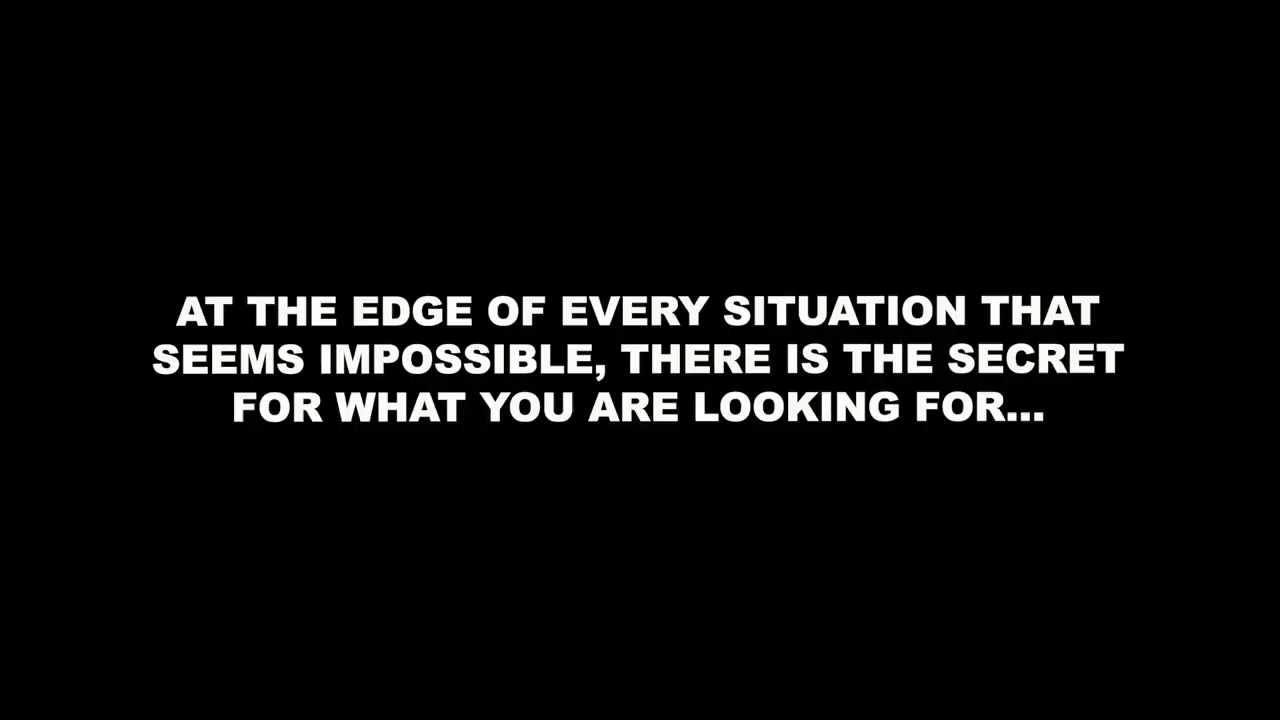 AT THE EDGE OF EVERY SITUATION THAT
SEEMS IMPOSSIBLE, THERE IS THE SECRET
FOR WHAT YOU ARE LOOKING FOR...